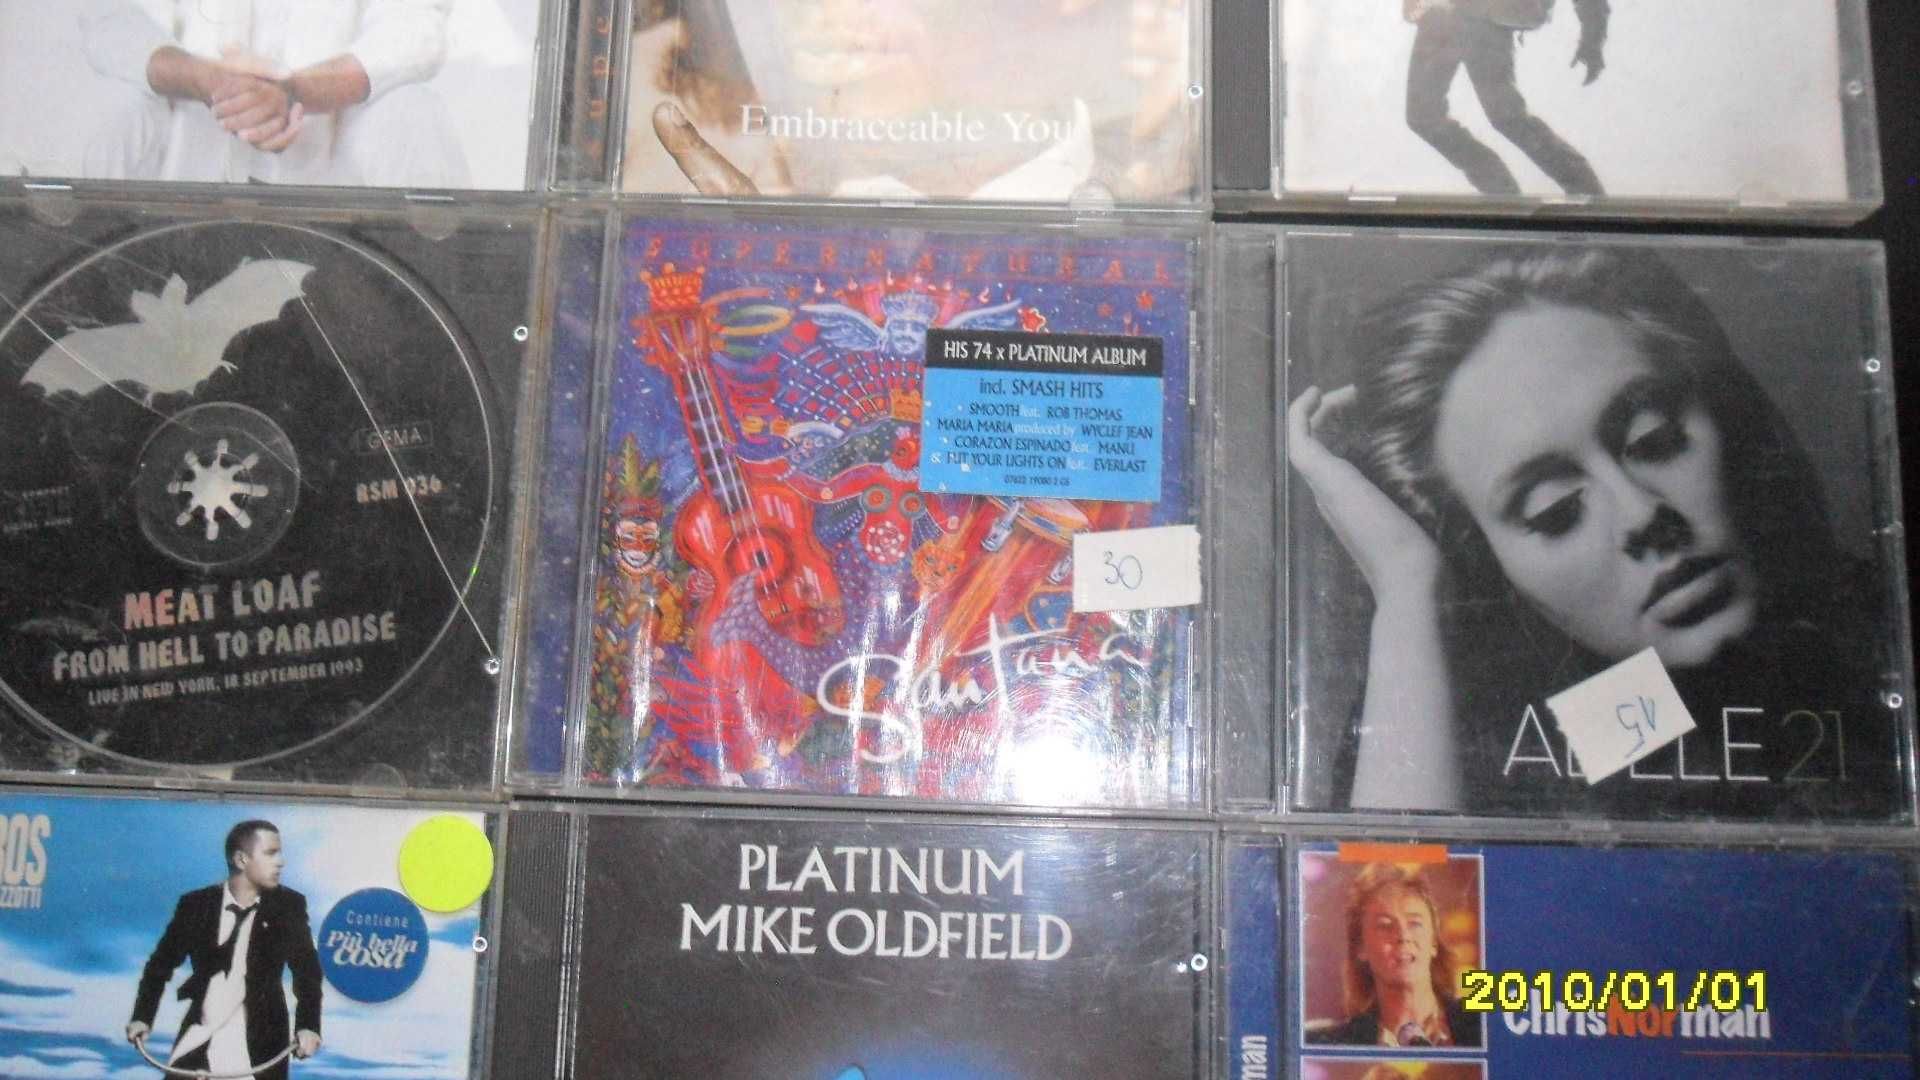 Embraceable You
GEMA
RSM 036
MEAT LOAF
FROM HELL TO PARADISE
LIVE IN NEW YORK, 18 SEPTEMBER 1993
SUPERNATURAL
HIS 74 x PLATINUM ALBUM
incl. SMASH HITS
SMOOTH feat. ROB THOMAS
MARIA MARIA produced by WYCLEF JEAN
CORAZON ESPINADO feat. MANU
& PUT YOUR LIGHTS ON feat. EVERLAST
30
Santana
ADELE 21
15
ROS
ZZOTTI
Contiene
Più bella
cosa
PLATINUM
MIKE OLDFIELD
Chris Norman
man
2010/01/01